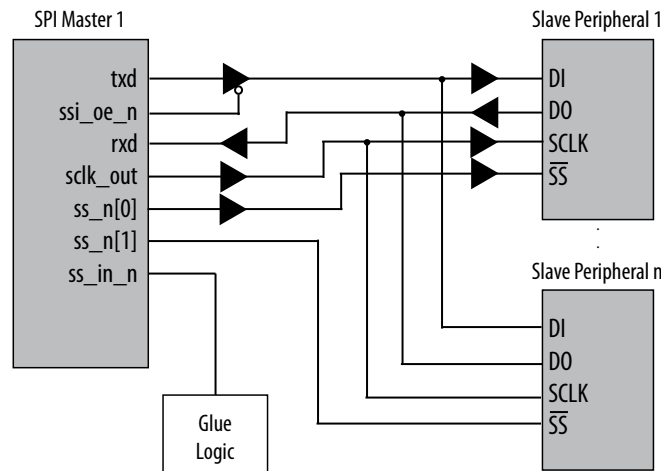 SPI Master 1
txd
ssi_oe_n
rxd
sclk_out
ss_n[0]
ss_n[1]
ss_in_n
Glue
Logic
Slave Peripheral 1
DI
DO
SCLK
SS
Slave Peripheral n
DI
DO
SCLK
SS